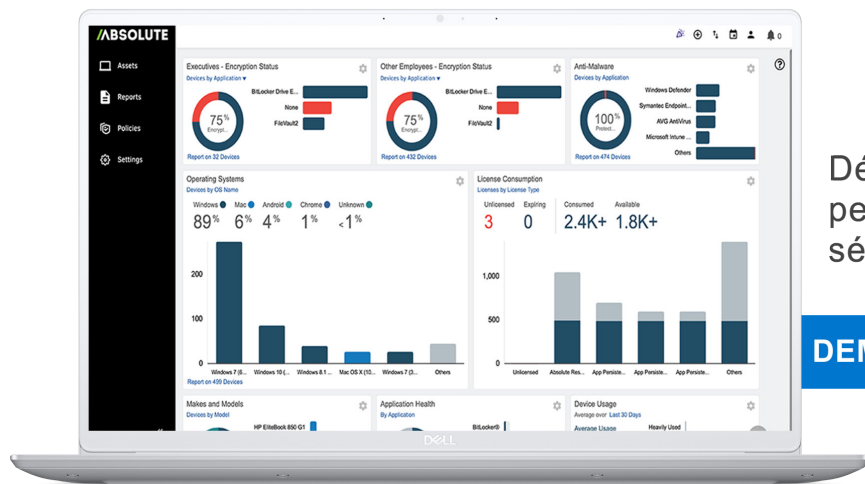 /ABSOLUTE
0
Assets
Reports
Policies
Settings
Executives - Encryption Status
Devices by Application
BitLocker Drive E...
None
FileVault2
75%
Encrypt...
Report on 32 Devices
Other Employees - Encryption Status
Devices by Application
BitLocker Drive E...
None
FileVault2
75%
Encrypt...
Report on 432 Devices
Anti-Malware
Devices by Application
Windows Defender
Symantec Endpoint...
AVG AntiVirus
Microsoft Intune ...
Others
100%
Protect...
Report on 474 Devices
Operating Systems
Devices by OS Name
Windows Mac Android Chrome Unknown
89% 6% 4% 1% <1%
200
100
0
Windows 7 (6... Windows 10 (... Windows 8.1 ... Mac OS X (10... Windows 7 (3... Others
Report on 499 Devices
License Consumption
Licenses by License Type
Unlicensed Expiring Consumed Available
3 0 2.4K+ 1.8K+
1,000
500
0
Unlicensed Absolute Res... App Persiste... App Persiste... App Persiste... Others
Makes and Models
Devices by Model
HP EliteBook 850 G1
Application Health
By Application
BitLocker®
Device Usage
Average over Last 30 Days
Average Usage Heavily Used
DELL
Dé
pe
sé
DEM